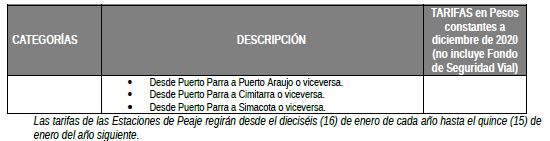 CATEGORÍAS
DESCRIPCIÓN
TARIFAS en Pesos
constantes a
diciembre de 2020
(no incluye Fondo
de Seguridad Vial)
• Desde Puerto Parra a Puerto Araujo o viceversa.
• Desde Puerto Parra a Cimitarra o viceversa.
• Desde Puerto Parra a Simacota o viceversa.
Las tarifas de las Estaciones de Peaje regirán desde el dieciséis (16) de enero de cada año hasta el quince (15) de
enero del año siguiente.